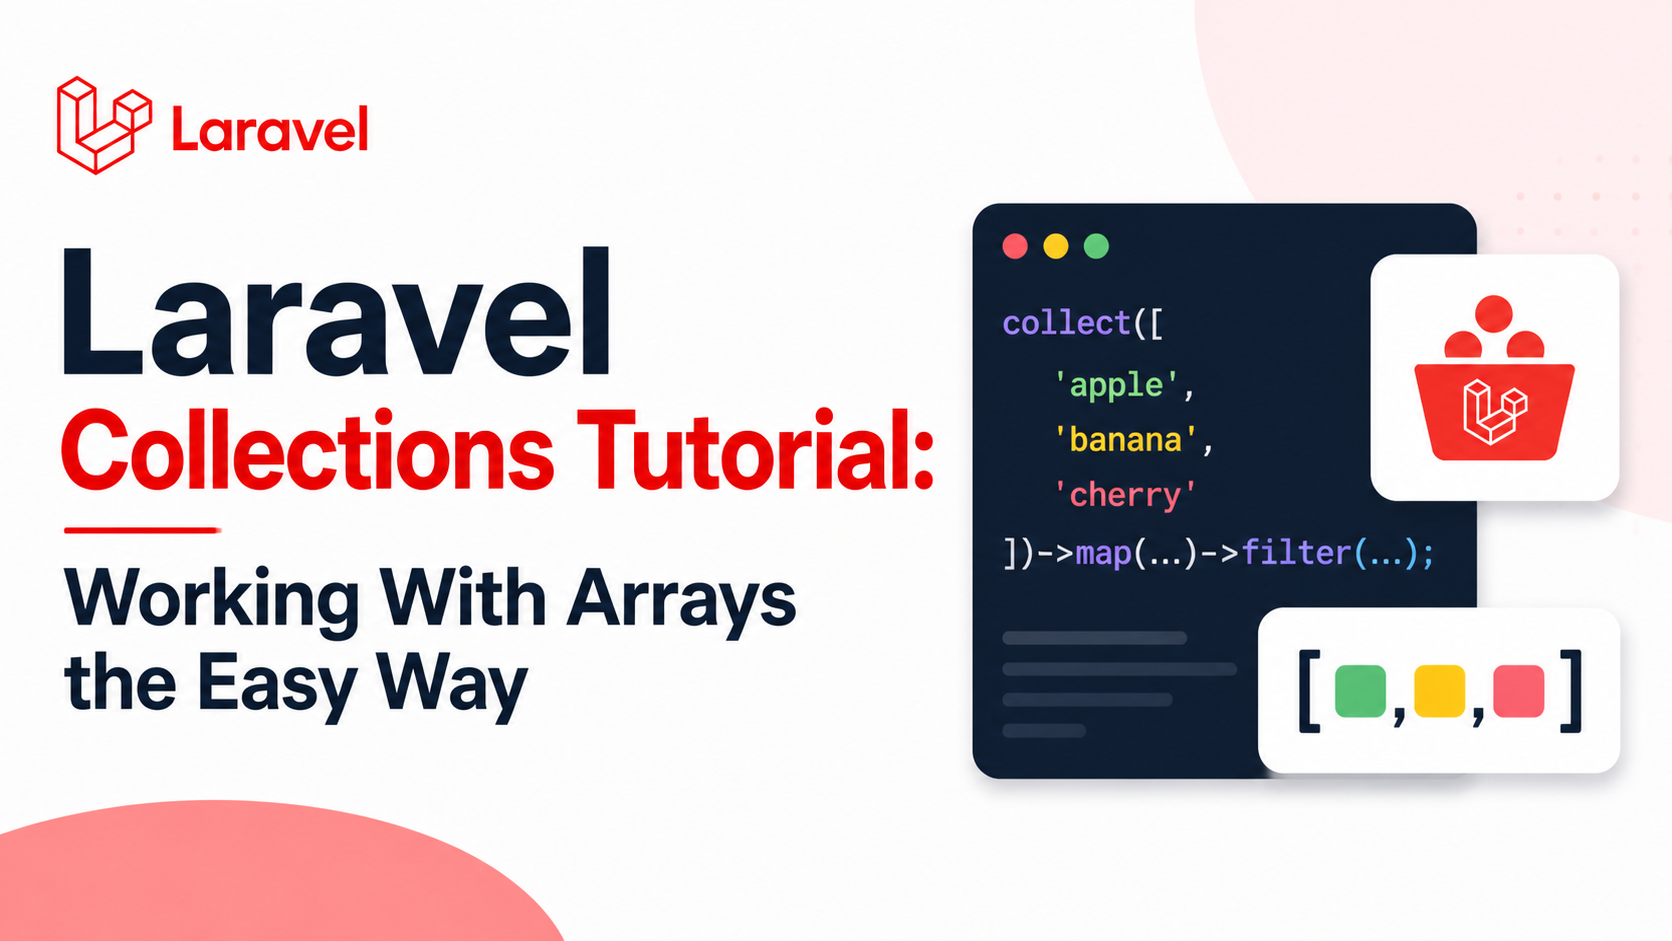 Laravel
Laravel
Collections Tutorial:
Working With Arrays
the Easy Way
collect([
'apple',
'banana',
'cherry'
])->map(...)->filter(...);
[ , , ]